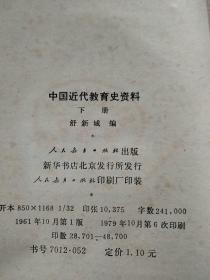 中国近代教育史资料
下册
舒新城 编
人民教育出版社出版
新华书店北京发行所发行
人民教育出版社印刷厂印装
开本 850×1168 1/32 印张 10.375 字数 241,000
1961年10月第1版 1979年10月第6次印刷
印数 28,701—48,700
书号 7012·052 定价 1.10元